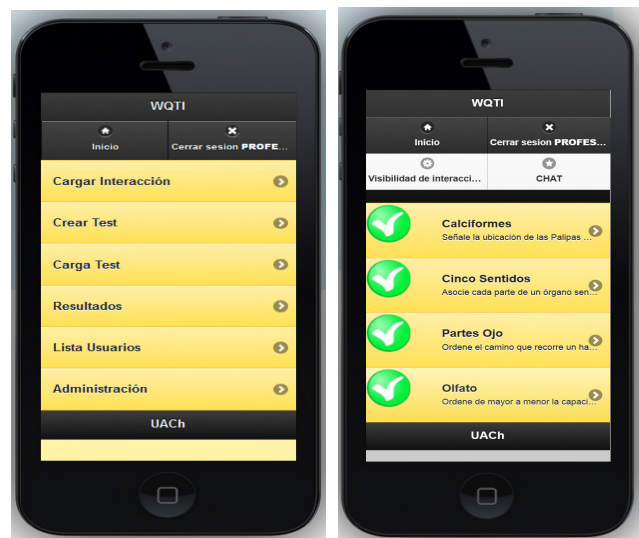 WQTI
Inicio
Cerrar sesion PROFE...
Cargar Interacción
Crear Test
Carga Test
Resultados
Lista Usuarios
Administración
UACh
WQTI
Inicio
Cerrar sesion PROFES...
Visibilidad de interacci...
CHAT
Calciformes
Señale la ubicación de las Palipas ...
Cinco Sentidos
Asocie cada parte de un órgano sen...
Partes Ojo
Ordene el camino que recorre un ha...
Olfato
Ordene de mayor a menor la capaci...
UACh